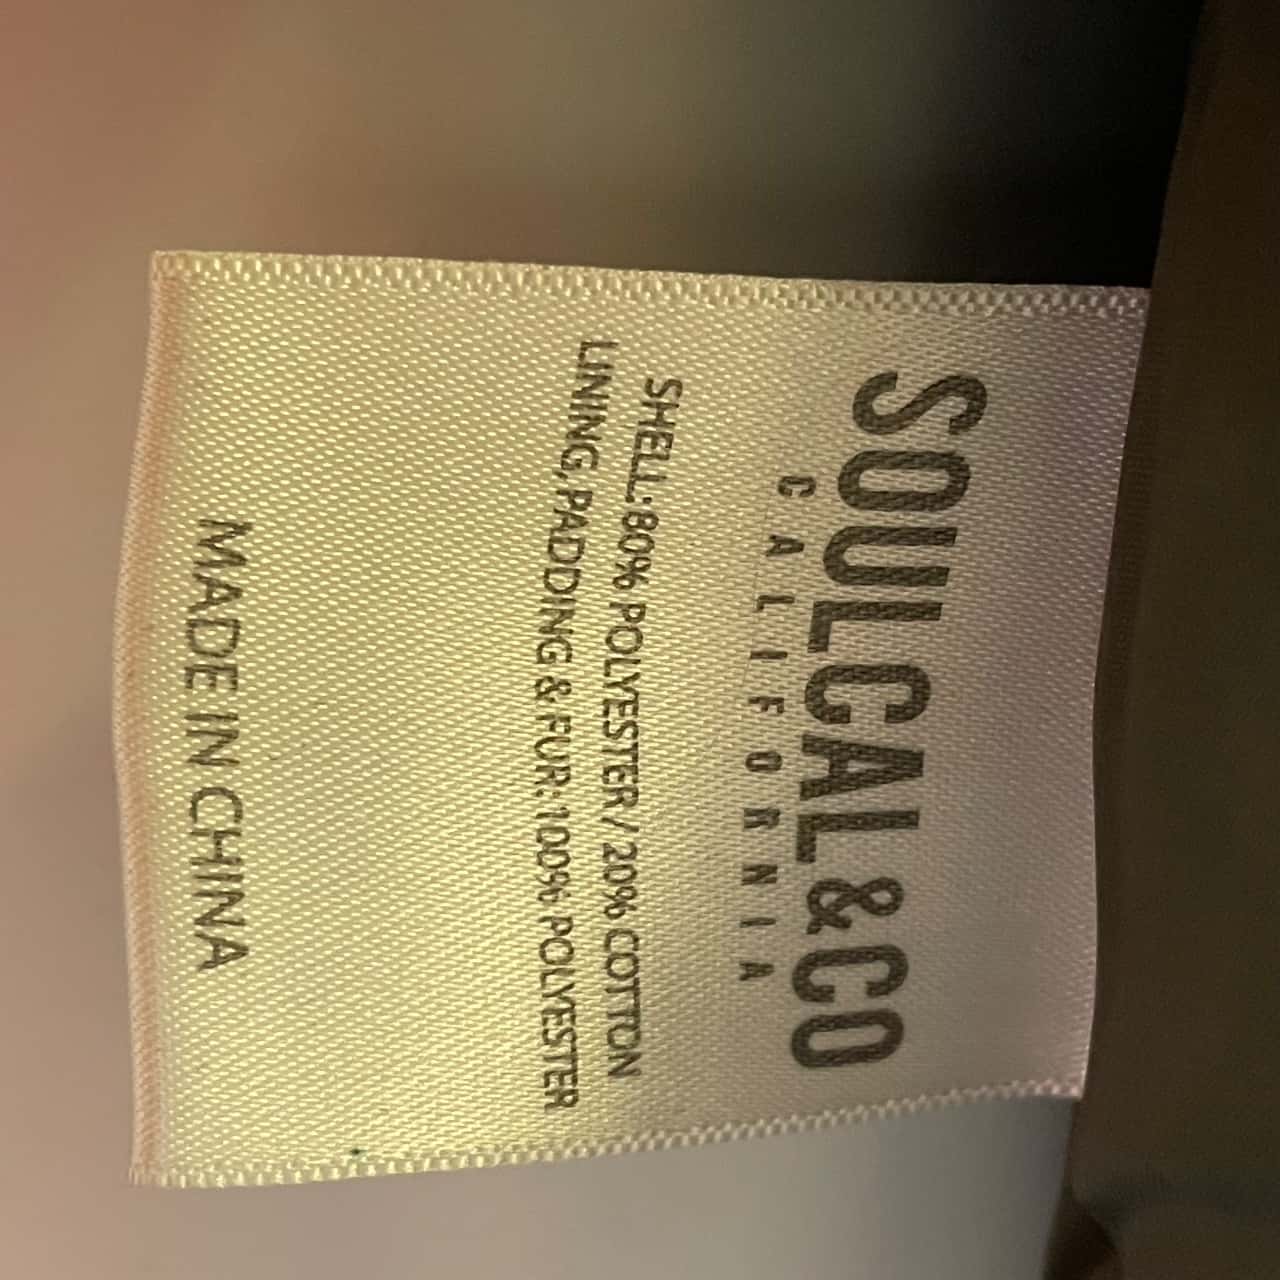 SOULCAL&CO
CALIFORNIA
SHELL: 80% POLYESTER / 20% COTTON
LINING, PADDING & FUR: 100% POLYESTER
MADE IN CHINA